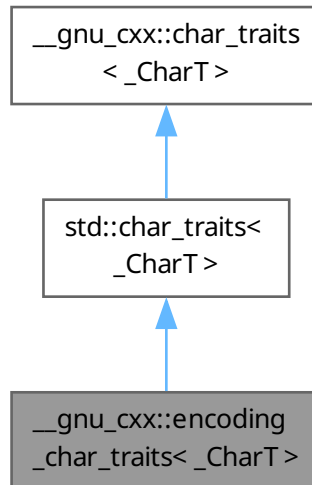 __gnu_cxx::char_traits
< _CharT >
std::char_traits<
_CharT >
__gnu_cxx::encoding
_char_traits< _CharT >